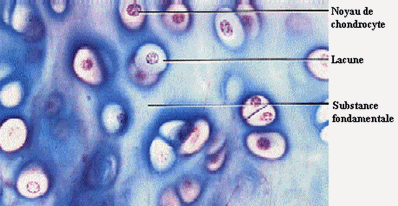 Noyau de
chondrocyte
Lacune
Substance
fondamentale